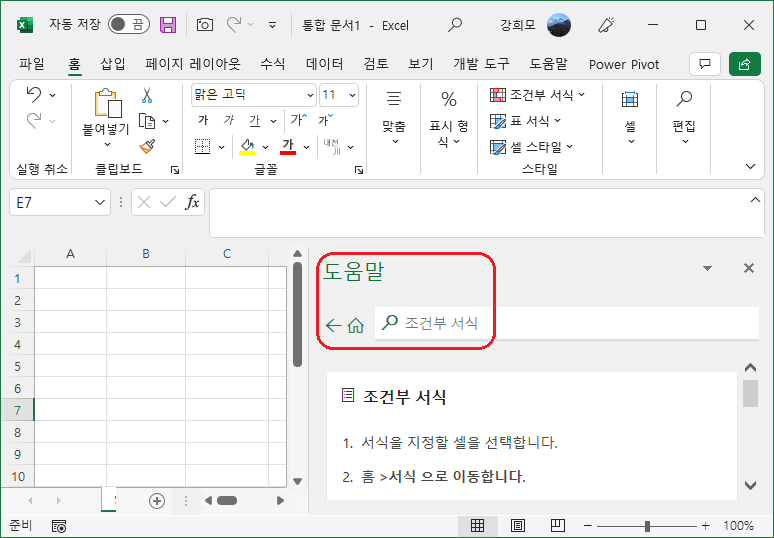 자동 저장 끔 통합 문서1 - Excel 강희모
파일 홈 삽입 페이지 레이아웃 수식 데이터 검토 보기 개발 도구 도움말 Power Pivot
붙여넣기
맑은 고딕 11
가 가 가 가 가
가 내천
맞춤
표시 형식
조건부 서식
표 서식
셀 스타일
셀
편집
실행 취소 클립보드 글꼴 스타일
E7 fx
A B C
1
2
3
4
5
6
7
8
9
10
도움말
조건부 서식
조건부 서식
1. 서식을 지정할 셀을 선택합니다.
2. 홈 >서식 으로 이동합니다.
준비 100%